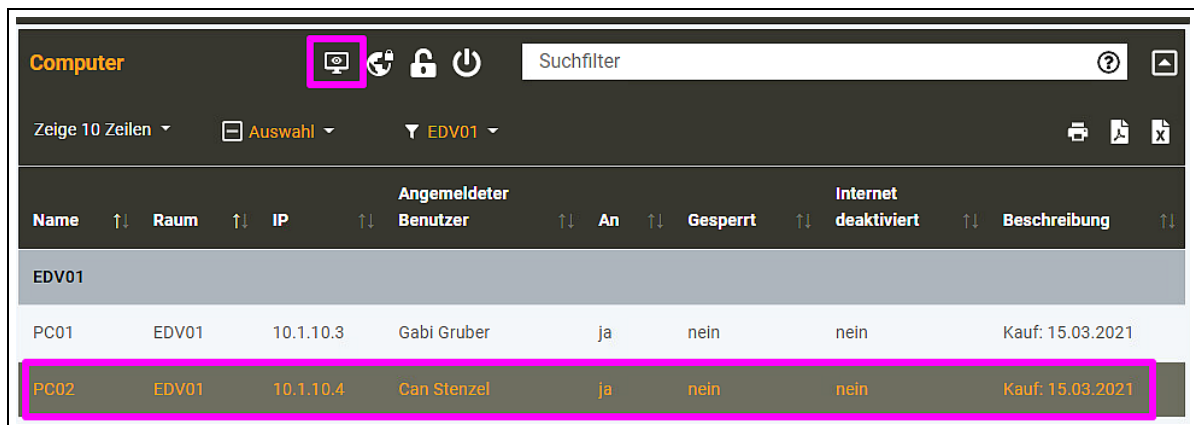 Computer Suchfilter
Zeige 10 Zeilen Auswahl EDV01
Name Raum IP Angemeldeter Benutzer An Gesperrt Internet deaktiviert Beschreibung
EDV01
PC01 EDV01 10.1.10.3 Gabi Gruber ja nein nein Kauf: 15.03.2021
PC02 EDV01 10.1.10.4 Can Stenzel ja nein nein Kauf: 15.03.2021